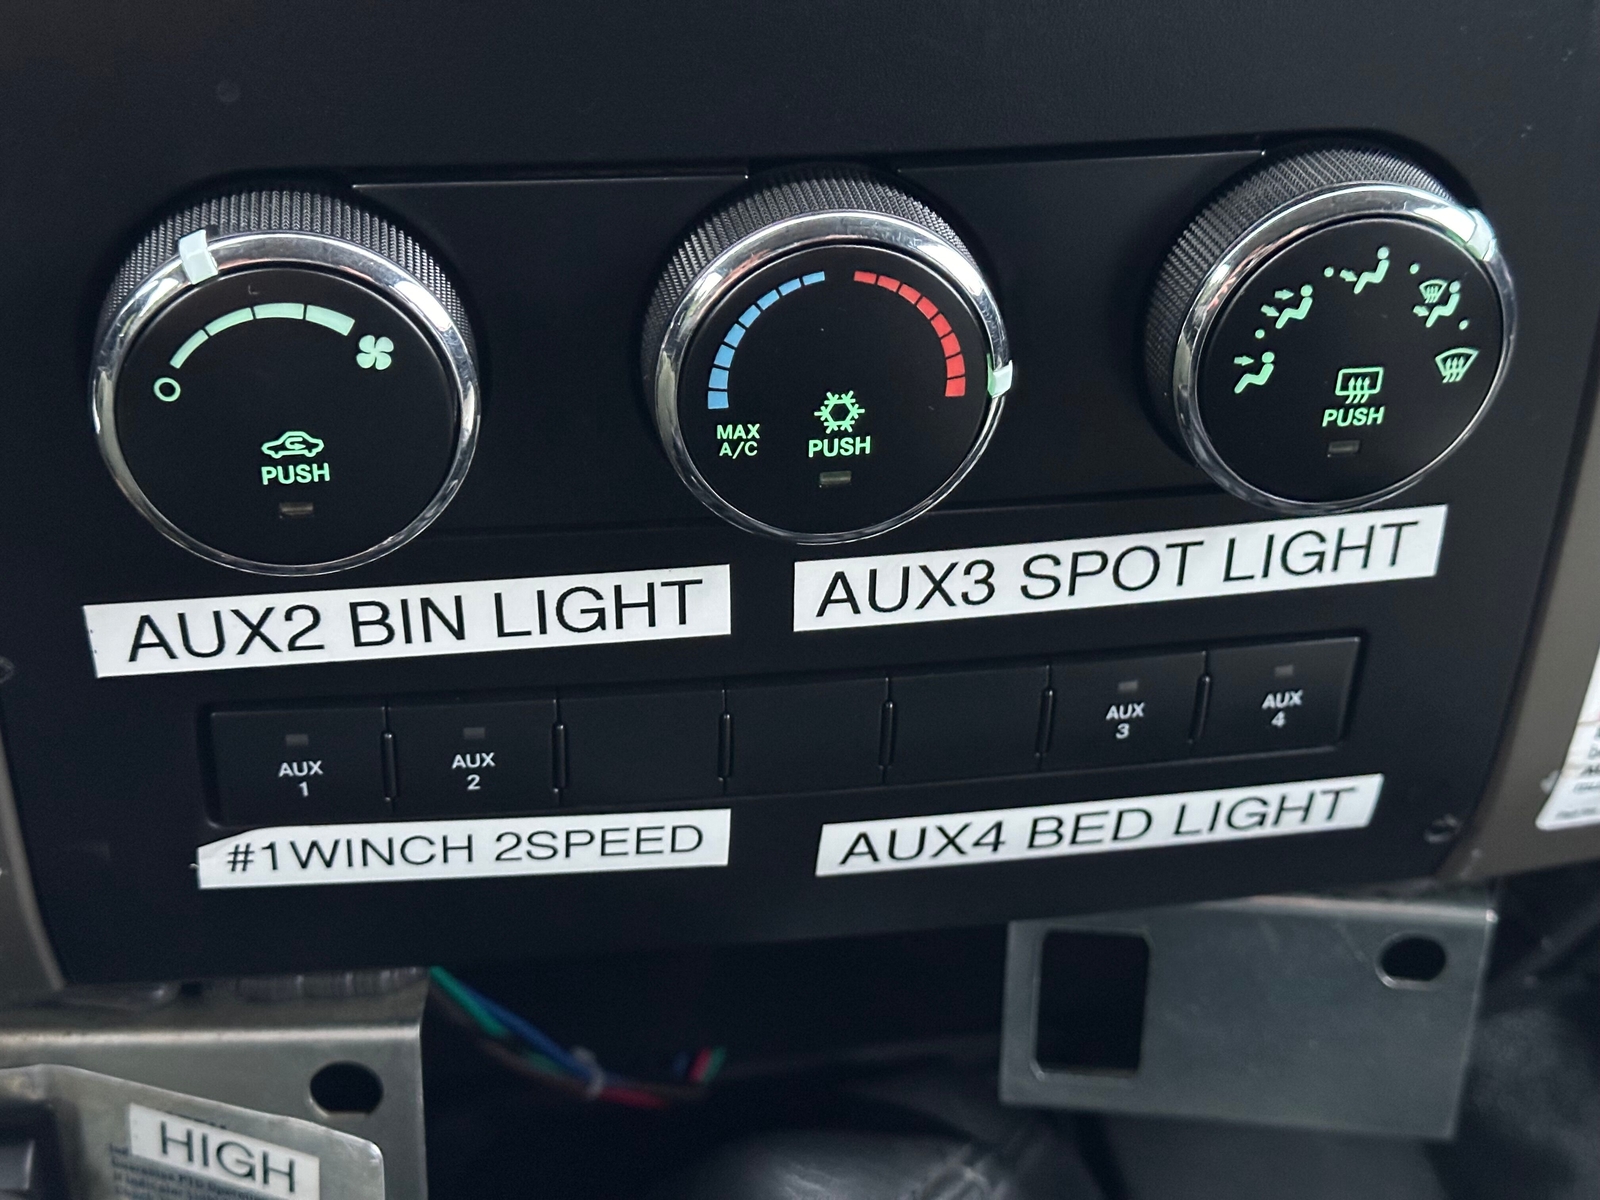 PUSH
MAX
A/C
PUSH
PUSH
AUX2 BIN LIGHT
AUX3 SPOT LIGHT
AUX
1
AUX
2
AUX
3
AUX
4
#1WINCH 2SPEED
AUX4 BED LIGHT
HIGH